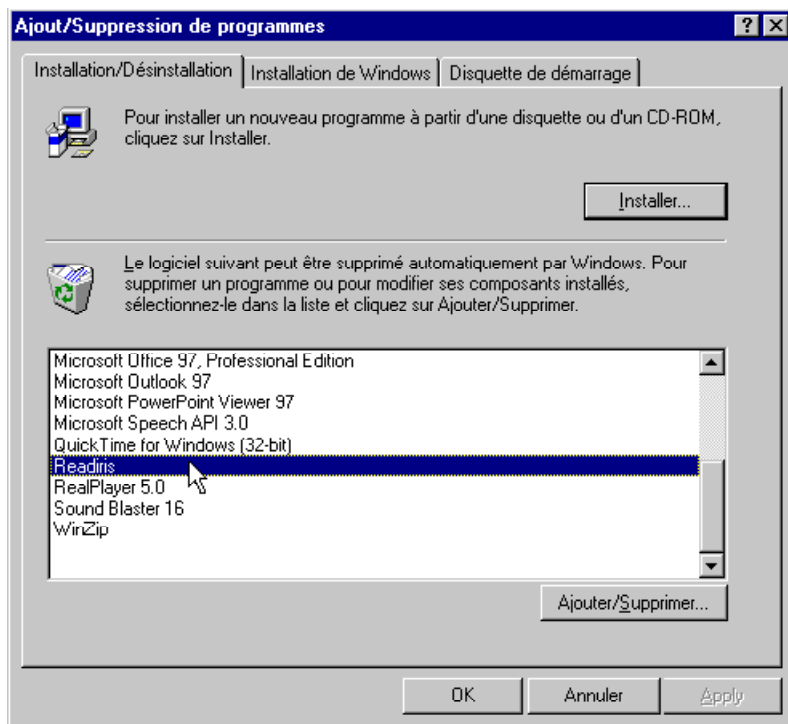 Ajout/Suppression de programmes
Installation/Désinstallation
Installation de Windows
Disquette de démarrage
Pour installer un nouveau programme à partir d'une disquette ou d'un CD-ROM,
cliquez sur Installer.
Installer...
Le logiciel suivant peut être supprimé automatiquement par Windows. Pour
supprimer un programme ou pour modifier ses composants installés,
sélectionnez-le dans la liste et cliquez sur Ajouter/Supprimer.
Microsoft Office 97, Professional Edition
Microsoft Outlook 97
Microsoft PowerPoint Viewer 97
Microsoft Speech API 3.0
QuickTime for Windows (32-bit)
Readiris
RealPlayer 5.0
Sound Blaster 16
WinZip
Ajouter/Supprimer...
OK
Annuler
Apply